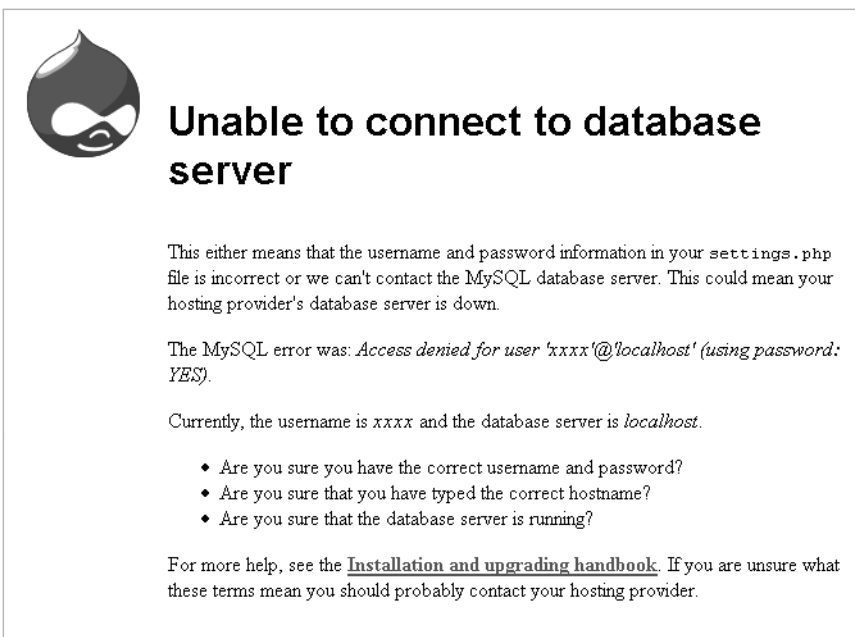 Unable to connect to database
server
This either means that the username and password information in your settings.php
file is incorrect or we can't contact the MySQL database server. This could mean your
hosting provider's database server is down.
The MySQL error was: Access denied for user 'xxxx'@'localhost' (using password:
YES).
Currently, the username is xxxx and the database server is localhost.
• Are you sure you have the correct username and password?
• Are you sure that you have typed the correct hostname?
• Are you sure that the database server is running?
For more help, see the Installation and upgrading handbook. If you are unsure what
these terms mean you should probably contact your hosting provider.